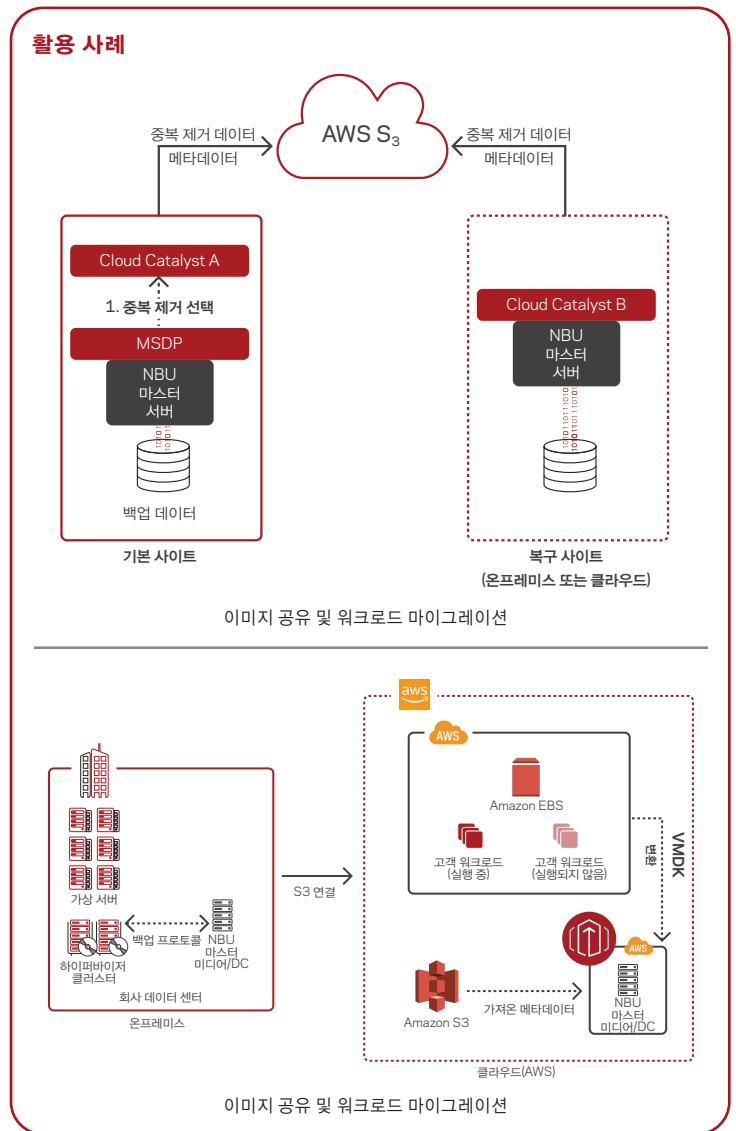 활용 사례
AWS S3
중복 제거 데이터
메타데이터
중복 제거 데이터
메타데이터
Cloud Catalyst A
1. 중복 제거 선택
MSDP
NBU
마스터
서버
백업 데이터
기본 사이트
Cloud Catalyst B
NBU
마스터
서버
복구 사이트
(온프레미스 또는 클라우드)
이미지 공유 및 워크로드 마이그레이션
가상 서버
하이퍼바이저
클러스터
백업 프로토콜
NBU
마스터
미디어/DC
회사 데이터 센터
온프레미스
S3 연결
aws
AWS
Amazon EBS
고객 워크로드
(실행 중)
고객 워크로드
(실행되지 않음)
VMDK
변환
Amazon S3
가져온 메타데이터
AWS
NBU
마스터
미디어/DC
클라우드(AWS)
이미지 공유 및 워크로드 마이그레이션